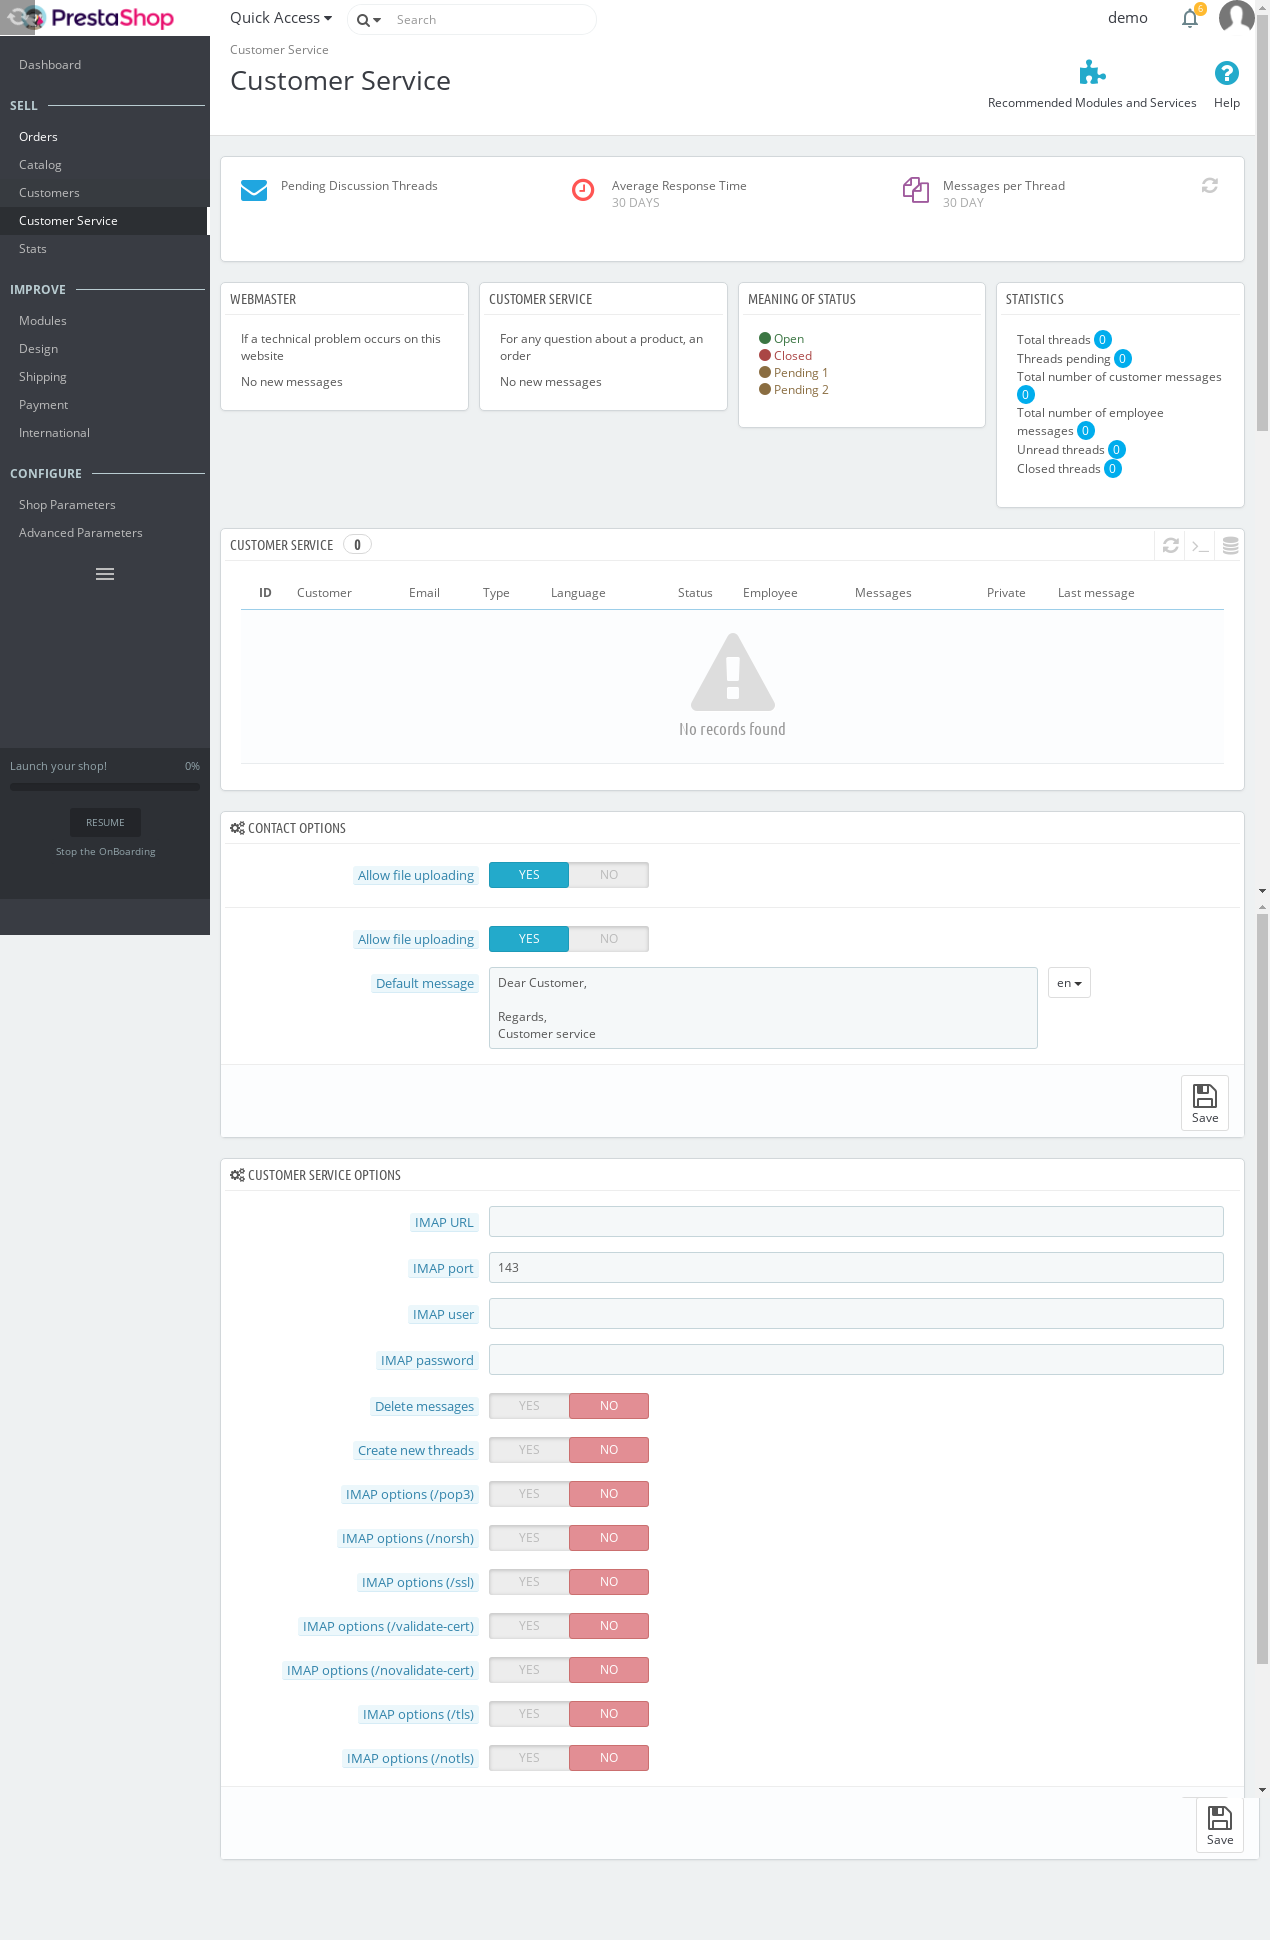 PrestaShop
Quick Access
Search
demo
6
Customer Service
Customer Service
Recommended Modules and Services
Help
Dashboard
SELL
Orders
Catalog
Customers
Customer Service
Stats
IMPROVE
Modules
Design
Shipping
Payment
International
CONFIGURE
Shop Parameters
Advanced Parameters
Launch your shop! 0%
RESUME
Stop the OnBoarding
Pending Discussion Threads
Average Response Time
30 DAYS
Messages per Thread
30 DAY
WEBMASTER
If a technical problem occurs on this
website
No new messages
CUSTOMER SERVICE
For any question about a product, an
order
No new messages
MEANING OF STATUS
Open
Closed
Pending 1
Pending 2
STATISTICS
Total threads 0
Threads pending 0
Total number of customer messages
0
Total number of employee
messages 0
Unread threads 0
Closed threads 0
CUSTOMER SERVICE 0
ID Customer Email Type Language Status Employee Messages Private Last message
No records found
CONTACT OPTIONS
Allow file uploading YES NO
Allow file uploading YES NO
Default message
Dear Customer,
Regards,
Customer service
en
Save
CUSTOMER SERVICE OPTIONS
IMAP URL
IMAP port 143
IMAP user
IMAP password
Delete messages YES NO
Create new threads YES NO
IMAP options (/pop3) YES NO
IMAP options (/norsh) YES NO
IMAP options (/ssl) YES NO
IMAP options (/validate-cert) YES NO
IMAP options (/novalidate-cert) YES NO
IMAP options (/tls) YES NO
IMAP options (/notls) YES NO
Save